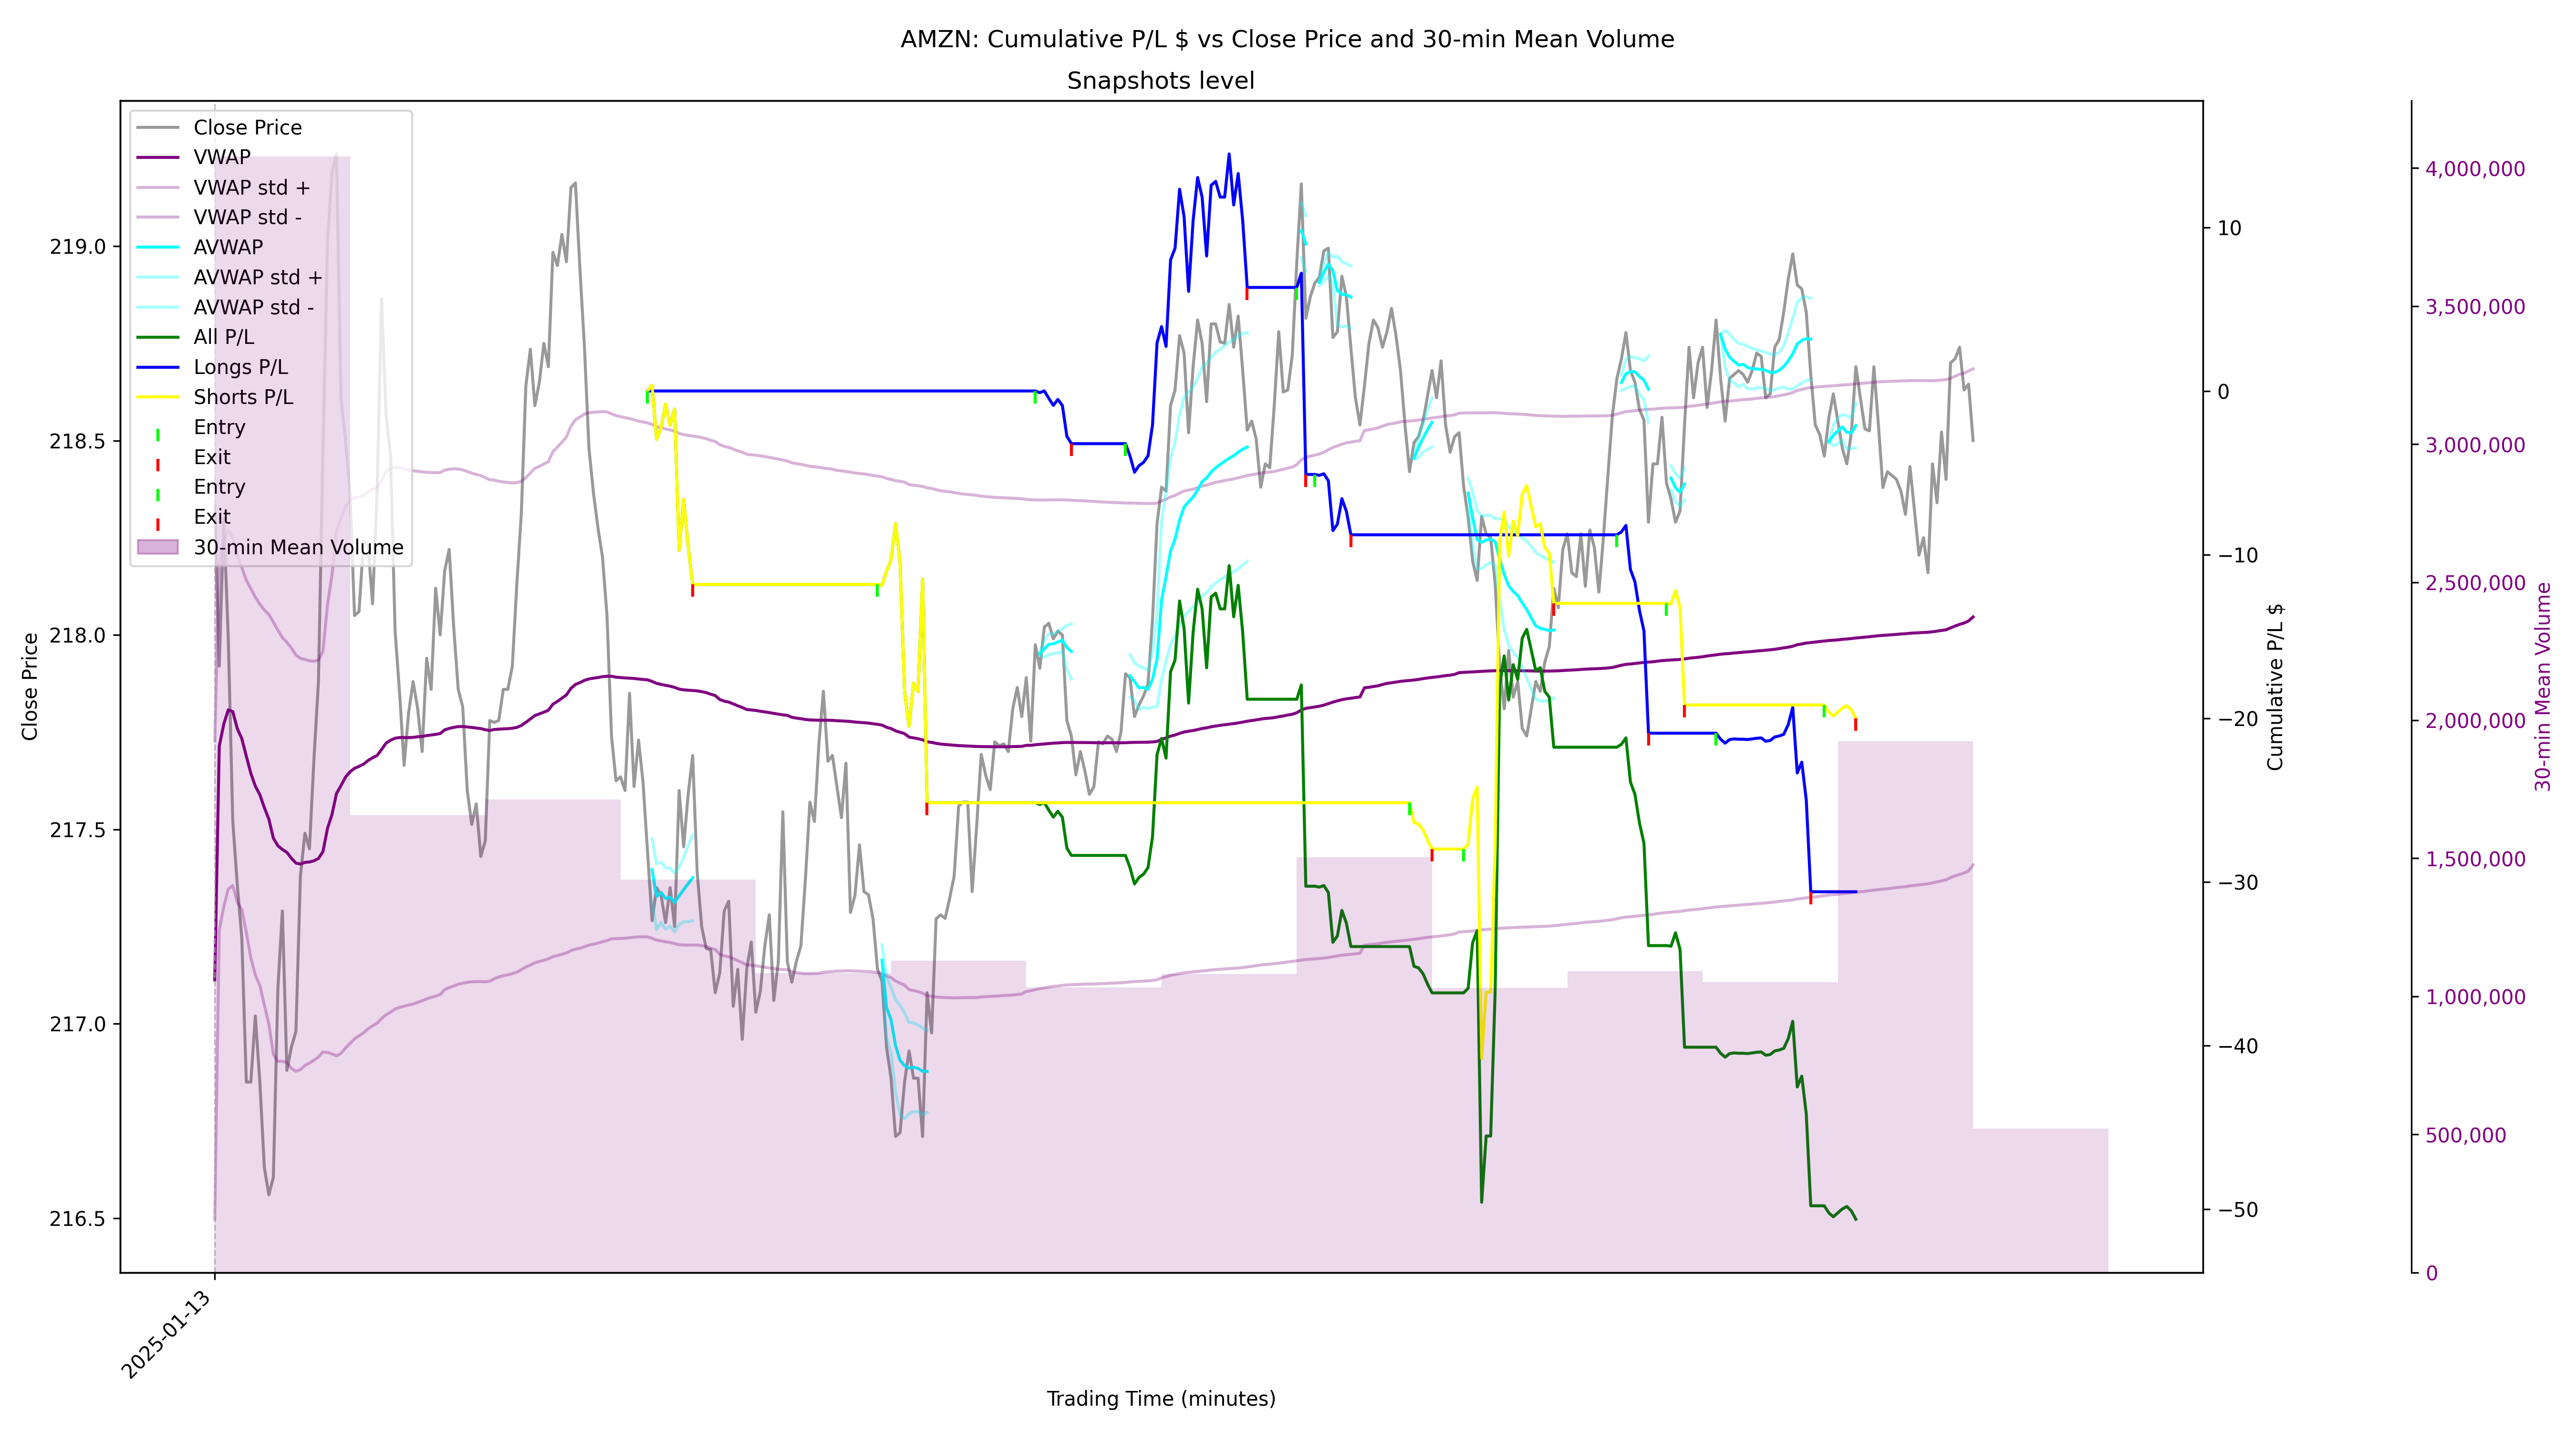 AMZN: Cumulative P/L $ vs Close Price and 30-min Mean Volume
Snapshots level
Close Price
VWAP
VWAP std +
VWAP std -
AVWAP
AVWAP std +
AVWAP std -
All P/L
Longs P/L
Shorts P/L
Entry
Exit
Entry
Exit
30-min Mean Volume
Close Price
219.0
218.5
218.0
217.5
217.0
216.5
10
0
−10
−20
−30
−40
−50
Cumulative P/L $
4,000,000
3,500,000
3,000,000
2,500,000
2,000,000
1,500,000
1,000,000
500,000
0
30-min Mean Volume
2025-01-13
Trading Time (minutes)